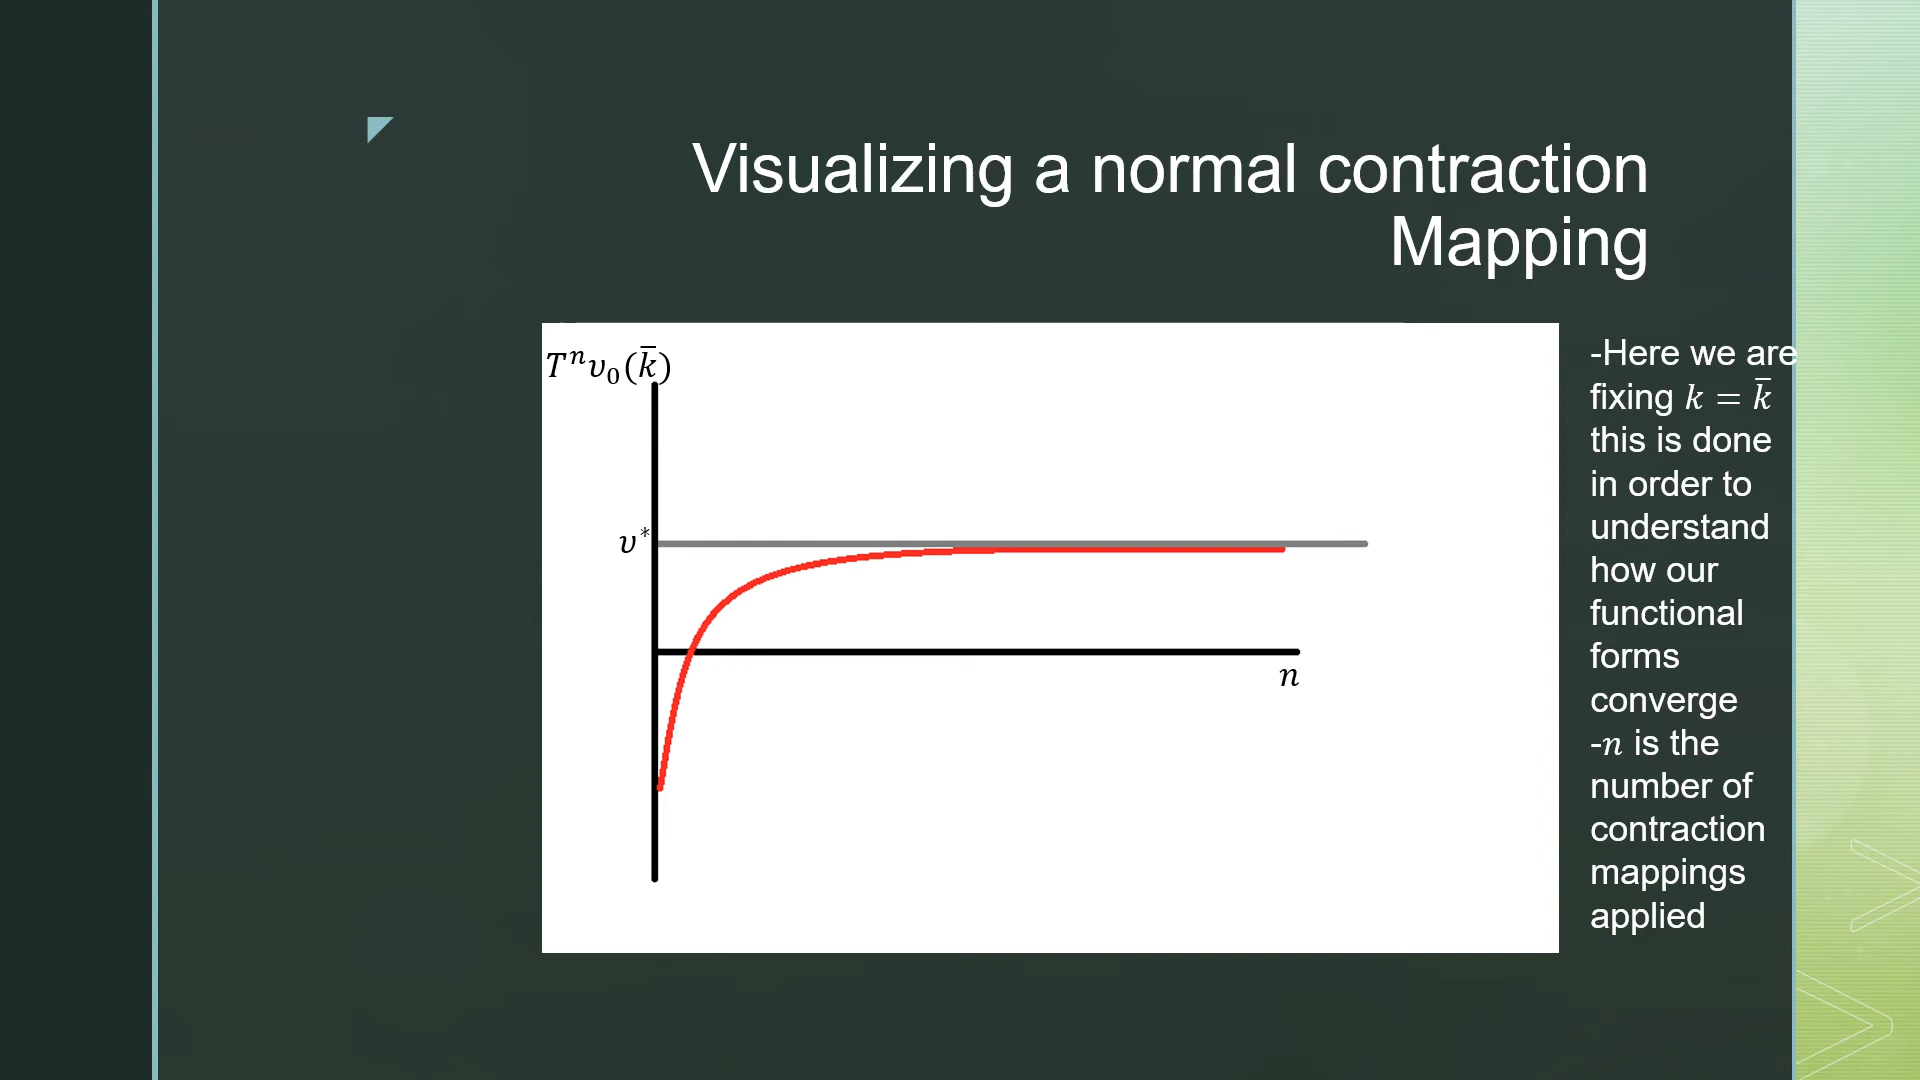 Visualizing a normal contraction
Mapping
Tⁿυ₀(k̅)
υ*
n
-Here we are
fixing k = k̅
this is done
in order to
understand
how our
functional
forms
converge
-n is the
number of
contraction
mappings
applied